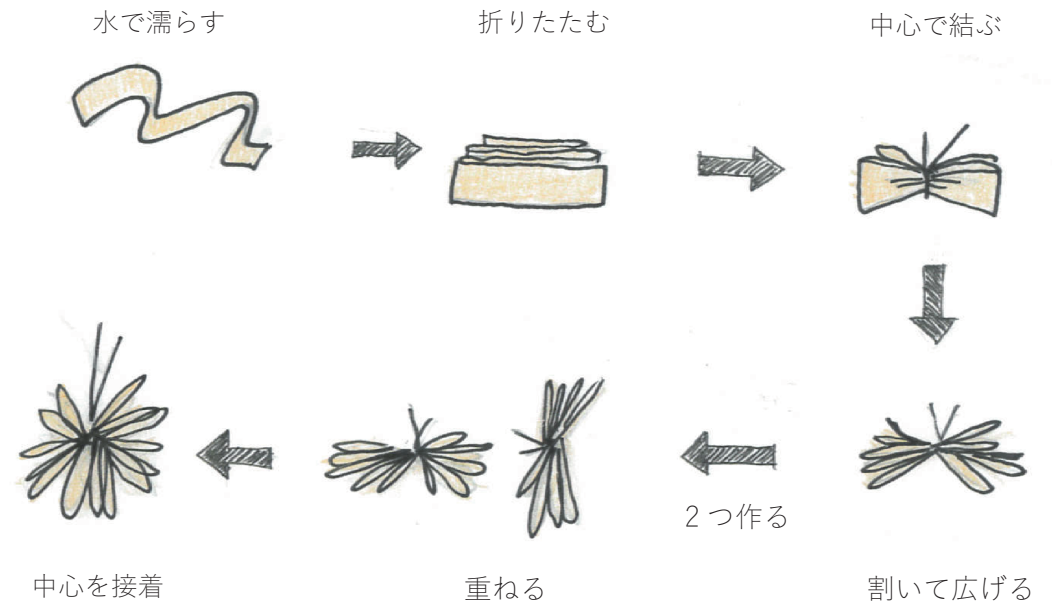 水で濡らす
折りたたむ
中心で結ぶ
割いて広げる
2つ作る
重ねる
中心を接着